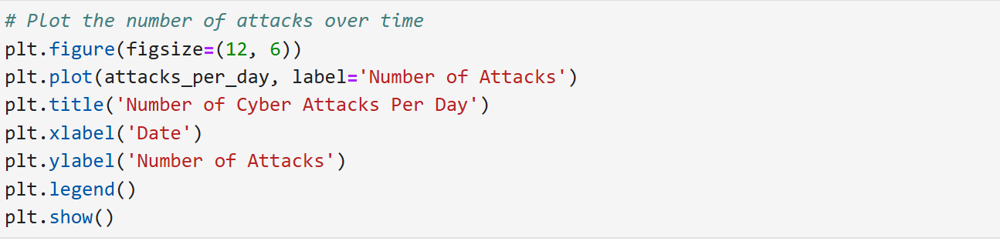 # Plot the number of attacks over time
plt.figure(figsize=(12, 6))
plt.plot(attacks_per_day, label='Number of Attacks')
plt.title('Number of Cyber Attacks Per Day')
plt.xlabel('Date')
plt.ylabel('Number of Attacks')
plt.legend()
plt.show()